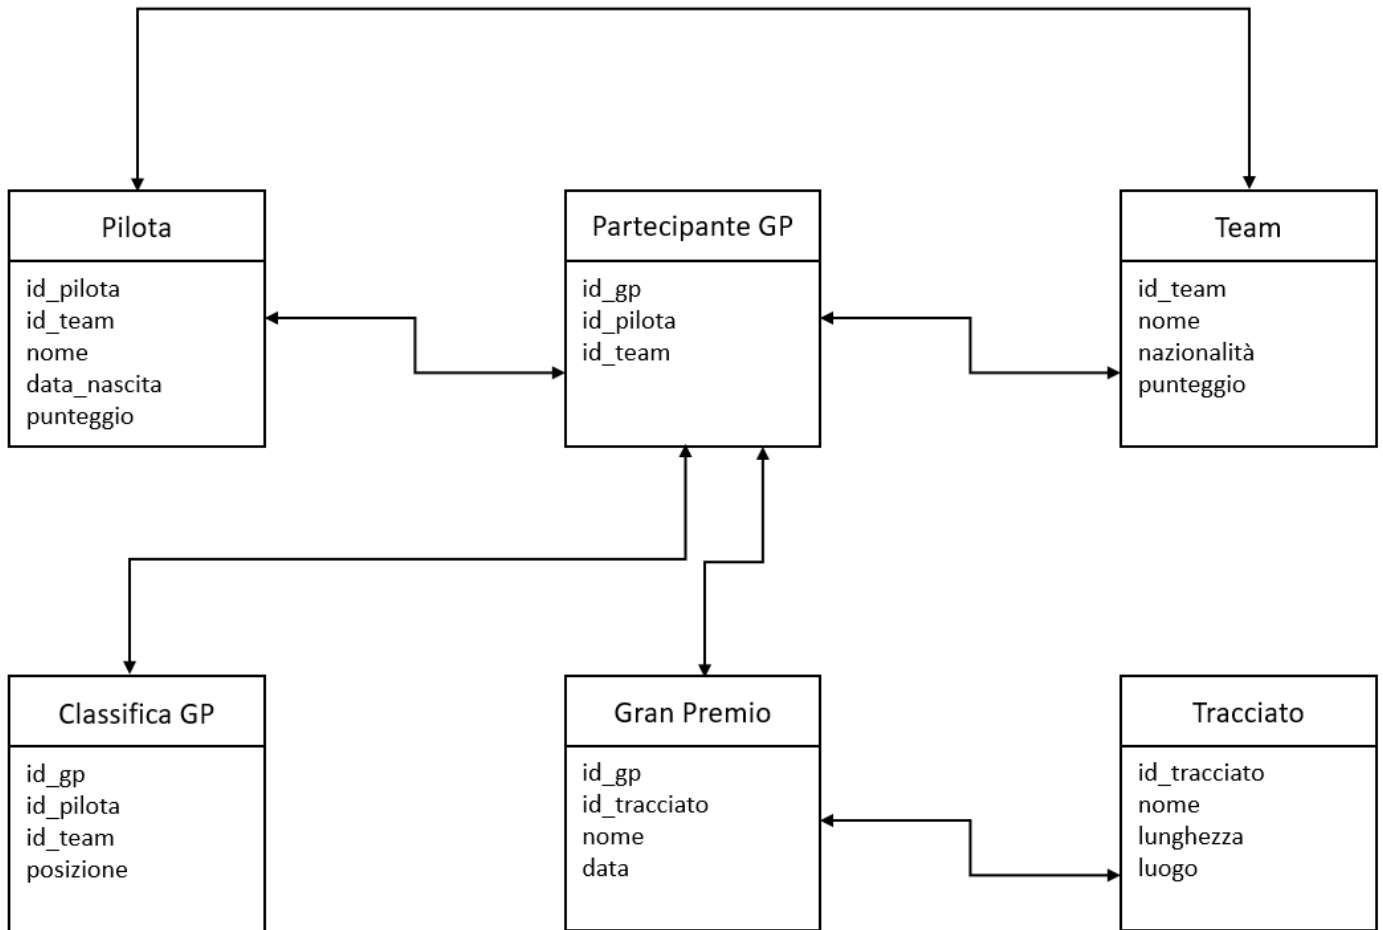 Pilota
id_pilota
id_team
nome
data_nascita
punteggio
Partecipante GP
id_gp
id_pilota
id_team
Team
id_team
nome
nazionalità
punteggio
Classifica GP
id_gp
id_pilota
id_team
posizione
Gran Premio
id_gp
id_tracciato
nome
data
Tracciato
id_tracciato
nome
lunghezza
luogo